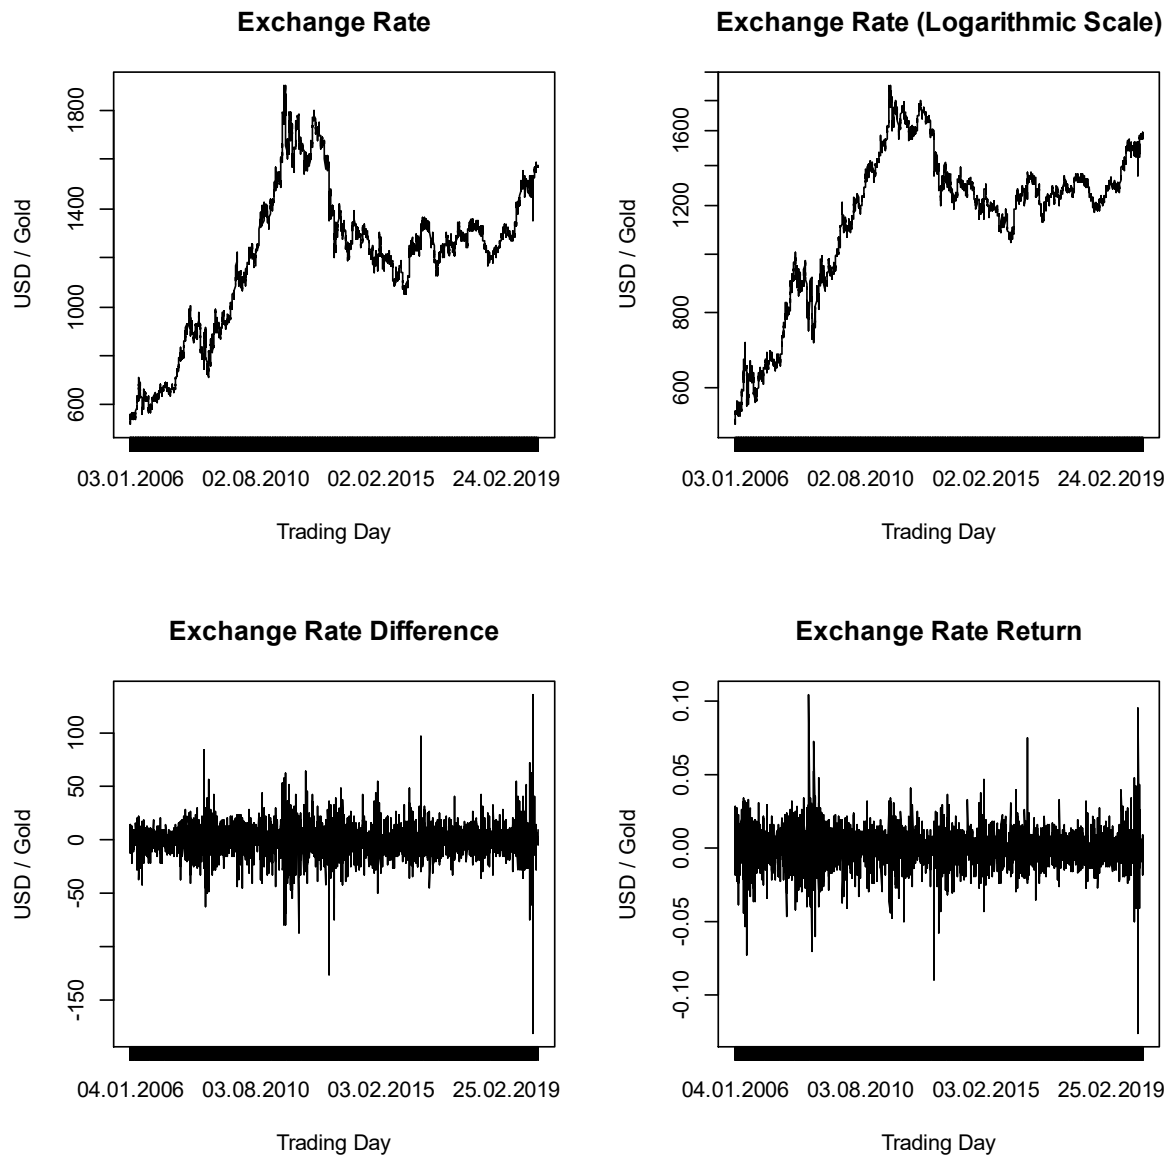 Exchange Rate
USD / Gold
1800
1400
1000
600
03.01.2006 02.08.2010 02.02.2015 24.02.2019
Trading Day
Exchange Rate (Logarithmic Scale)
USD / Gold
1600
1200
800
600
03.01.2006 02.08.2010 02.02.2015 24.02.2019
Trading Day
Exchange Rate Difference
USD / Gold
100
50
0
-50
-150
04.01.2006 03.08.2010 03.02.2015 25.02.2019
Trading Day
Exchange Rate Return
USD / Gold
0.10
0.05
0.00
-0.05
-0.10
04.01.2006 03.08.2010 03.02.2015 25.02.2019
Trading Day